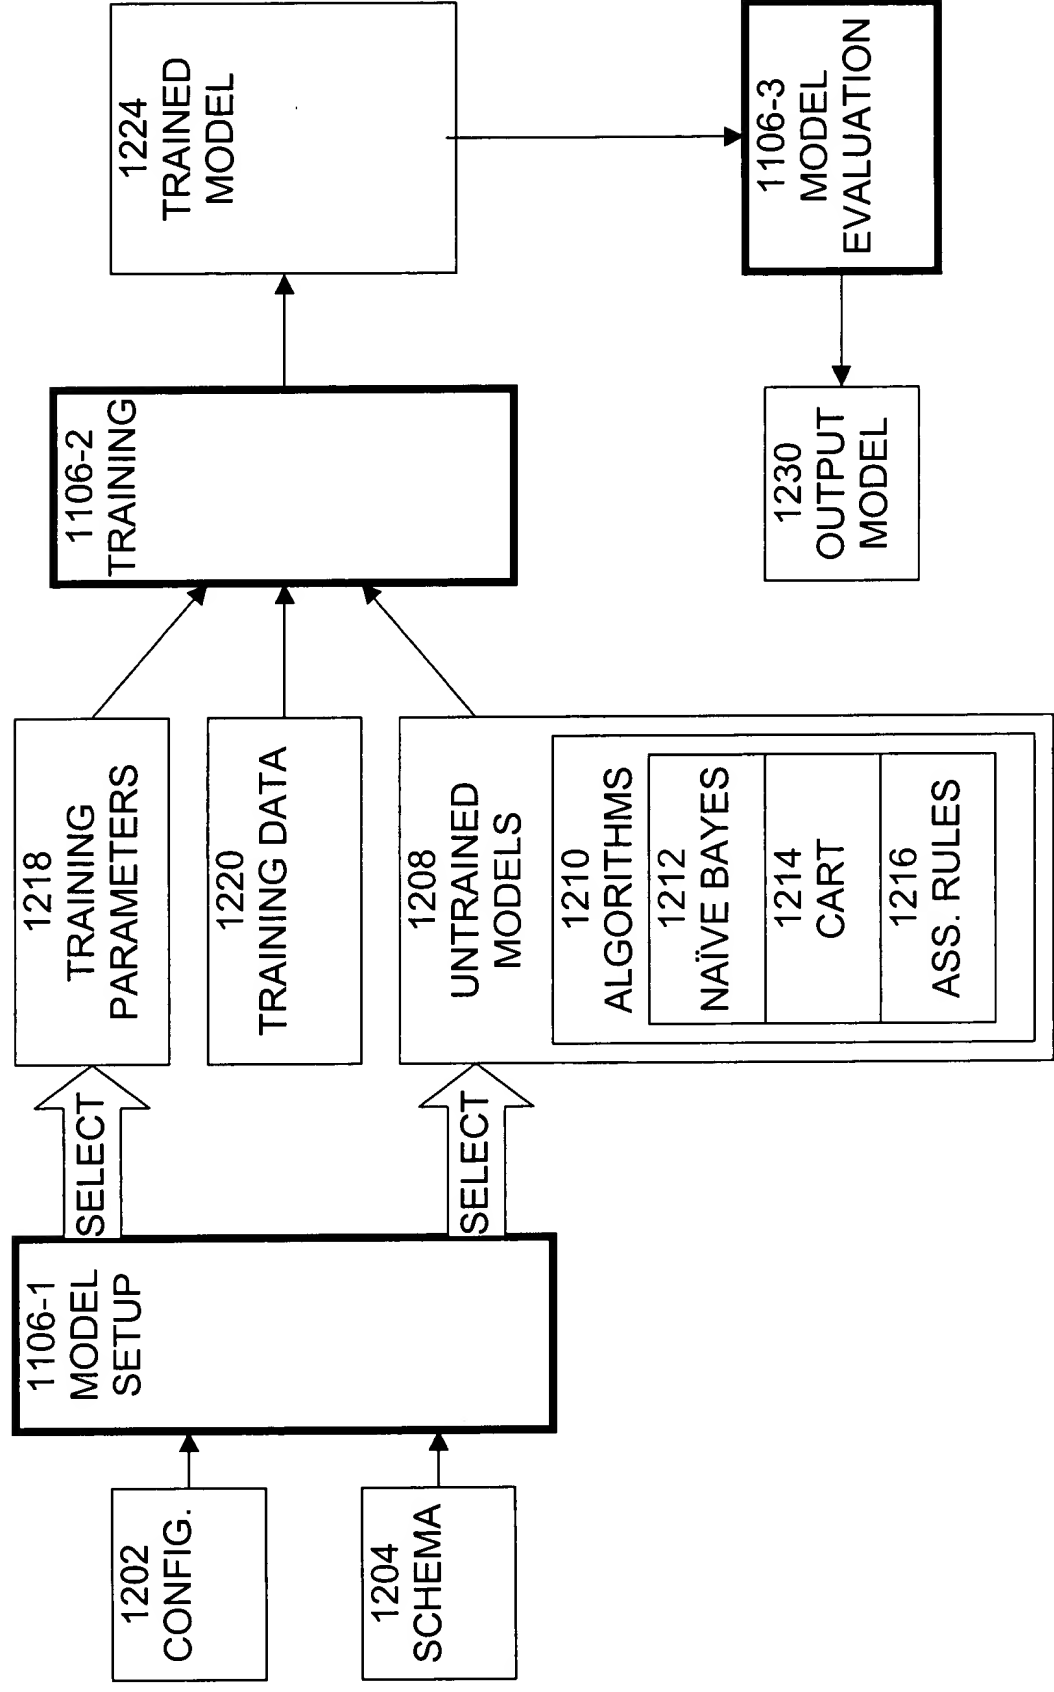 1202
CONFIG.
1204
SCHEMA
1106-1
MODEL
SETUP
SELECT
SELECT
1218
TRAINING
PARAMETERS
1220
TRAINING DATA
1208
UNTRAINED
MODELS
1210
ALGORITHMS
1212
NAÏVE BAYES
1214
CART
1216
ASS. RULES
1106-2
TRAINING
1224
TRAINED
MODEL
1106-3
MODEL
EVALUATION
1230
OUTPUT
MODEL